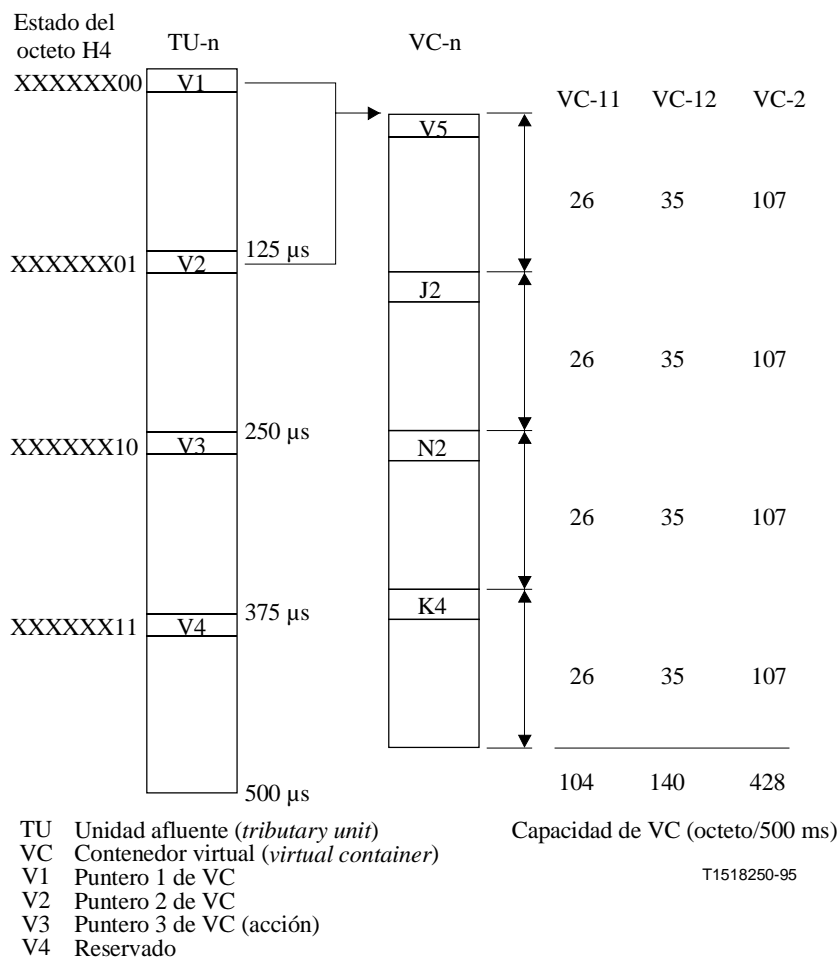 Estado del
octeto H4
TU-n
VC-n
XXXXXX00
V1
VC-11 VC-12 VC-2
V5
26 35 107
125 µs
XXXXXX01
V2
J2
26 35 107
250 µs
XXXXXX10
V3
N2
26 35 107
375 µs
K4
XXXXXX11
V4
26 35 107
500 µs
104 140 428
TU Unidad afluente (tributary unit)
VC Contenedor virtual (virtual container)
V1 Puntero 1 de VC
V2 Puntero 2 de VC
V3 Puntero 3 de VC (acción)
V4 Reservado
Capacidad de VC (octeto/500 ms)
T1518250-95